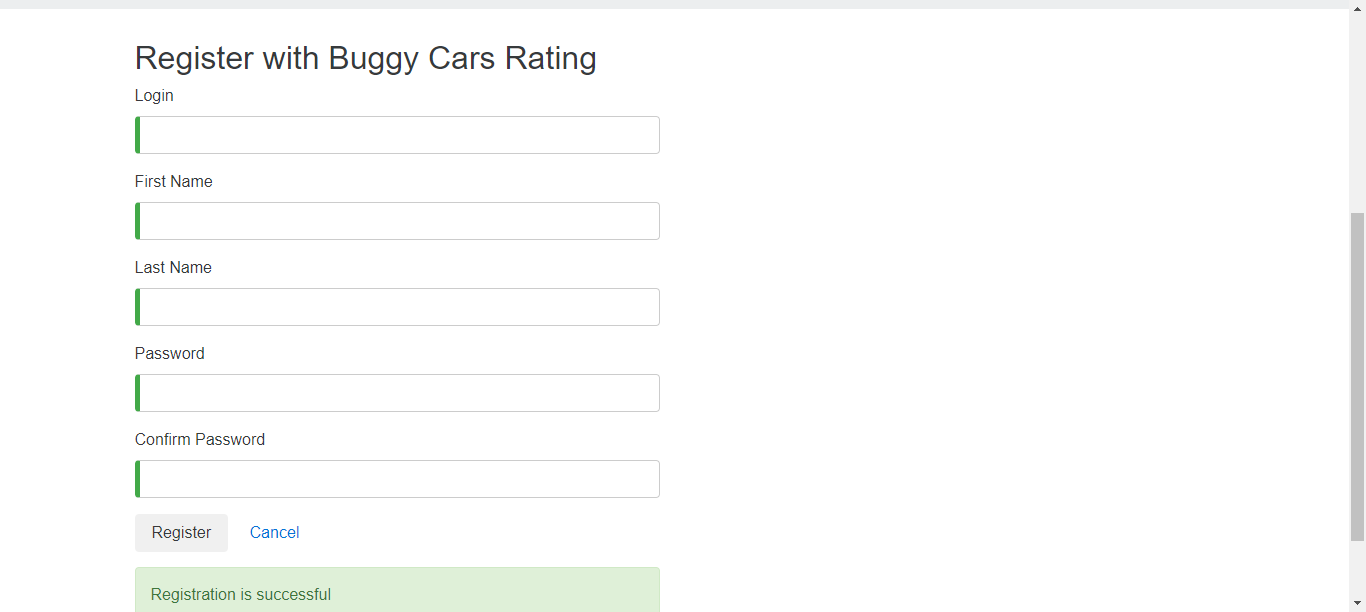 Register with Buggy Cars Rating
Login
First Name
Last Name
Password
Confirm Password
Register Cancel
Registration is successful